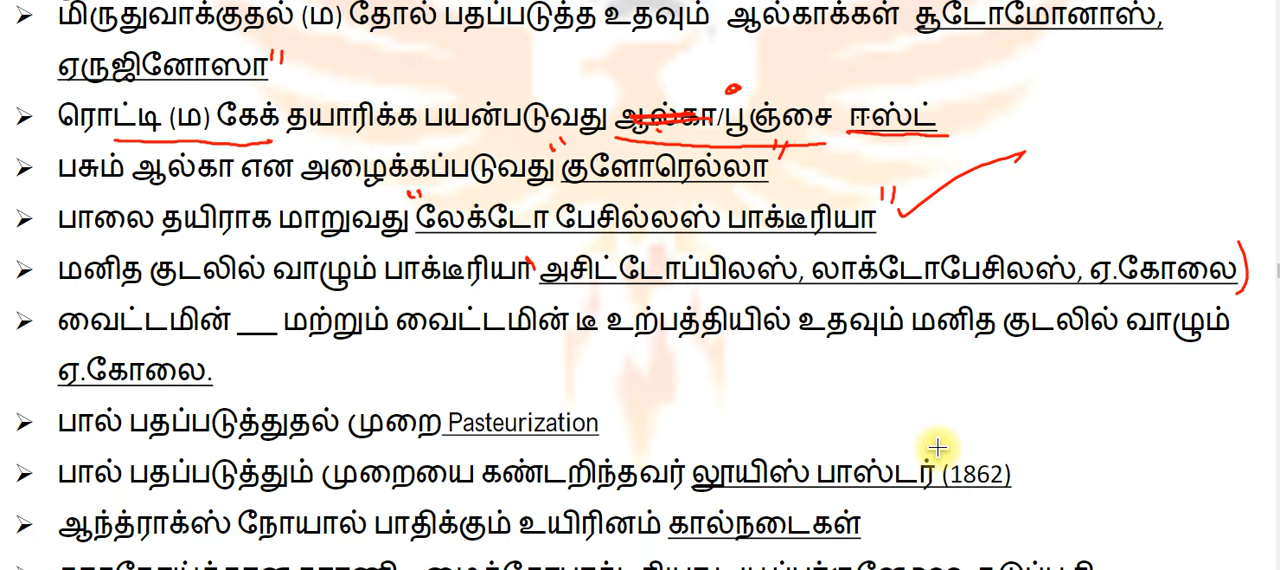 ➢ மிருதுவாக்குதல் (ம) தோல் பதப்படுத்த உதவும் ஆல்காக்கள் சூடோமோனாஸ்,
ஏருஜினோஸா"
➢ ரொட்டி (ம) கேக் தயாரிக்க பயன்படுவது ஆல்கா/பூஞ்சை ஈஸ்ட்
➢ பசும் ஆல்கா என அழைக்கப்படுவது "குளோரெல்லா"
➢ பாலை தயிராக மாறுவது "லேக்டோ பேசில்லஸ் பாக்டீரியா"
➢ மனித குடலில் வாழும் பாக்டீரியா அசிட்டோப்பிலஸ், லாக்டோபேசிலஸ், ஏ.கோலை)
➢ வைட்டமின் ___ மற்றும் வைட்டமின் டீ உற்பத்தியில் உதவும் மனித குடலில் வாழும்
ஏ.கோலை.
➢ பால் பதப்படுத்துதல் முறை Pasteurization
➢ பால் பதப்படுத்தும் முறையை கண்டறிந்தவர் லூயிஸ் பாஸ்டர் (1862)
➢ ஆந்த்ராக்ஸ் நோயால் பாதிக்கும் உயிரினம் கால்நடைகள்